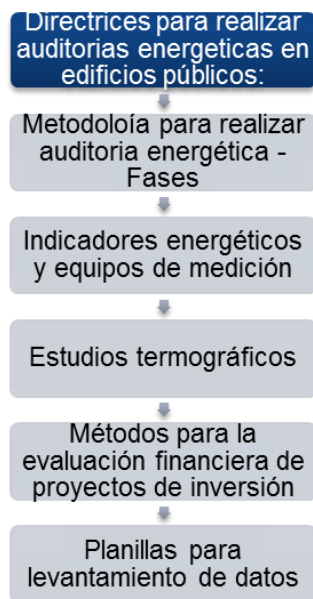 Directrices para realizar
auditorias energeticas en
edificios públicos:
Metodoloía para realizar
auditoria energética -
Fases
Indicadores energéticos
y equipos de medición
Estudios termográficos
Métodos para la
evaluación financiera de
proyectos de inversión
Planillas para
levantamiento de datos